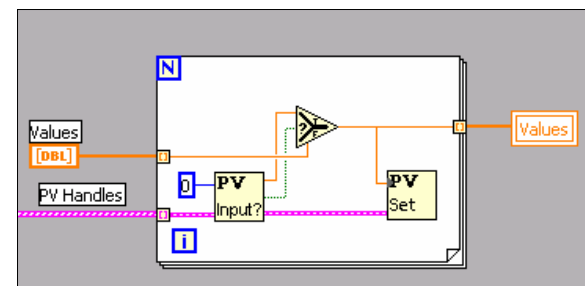 N
Values
[DBL]
PV Handles
0
PV
Input?
?
T
F
PV
Set
Values
i